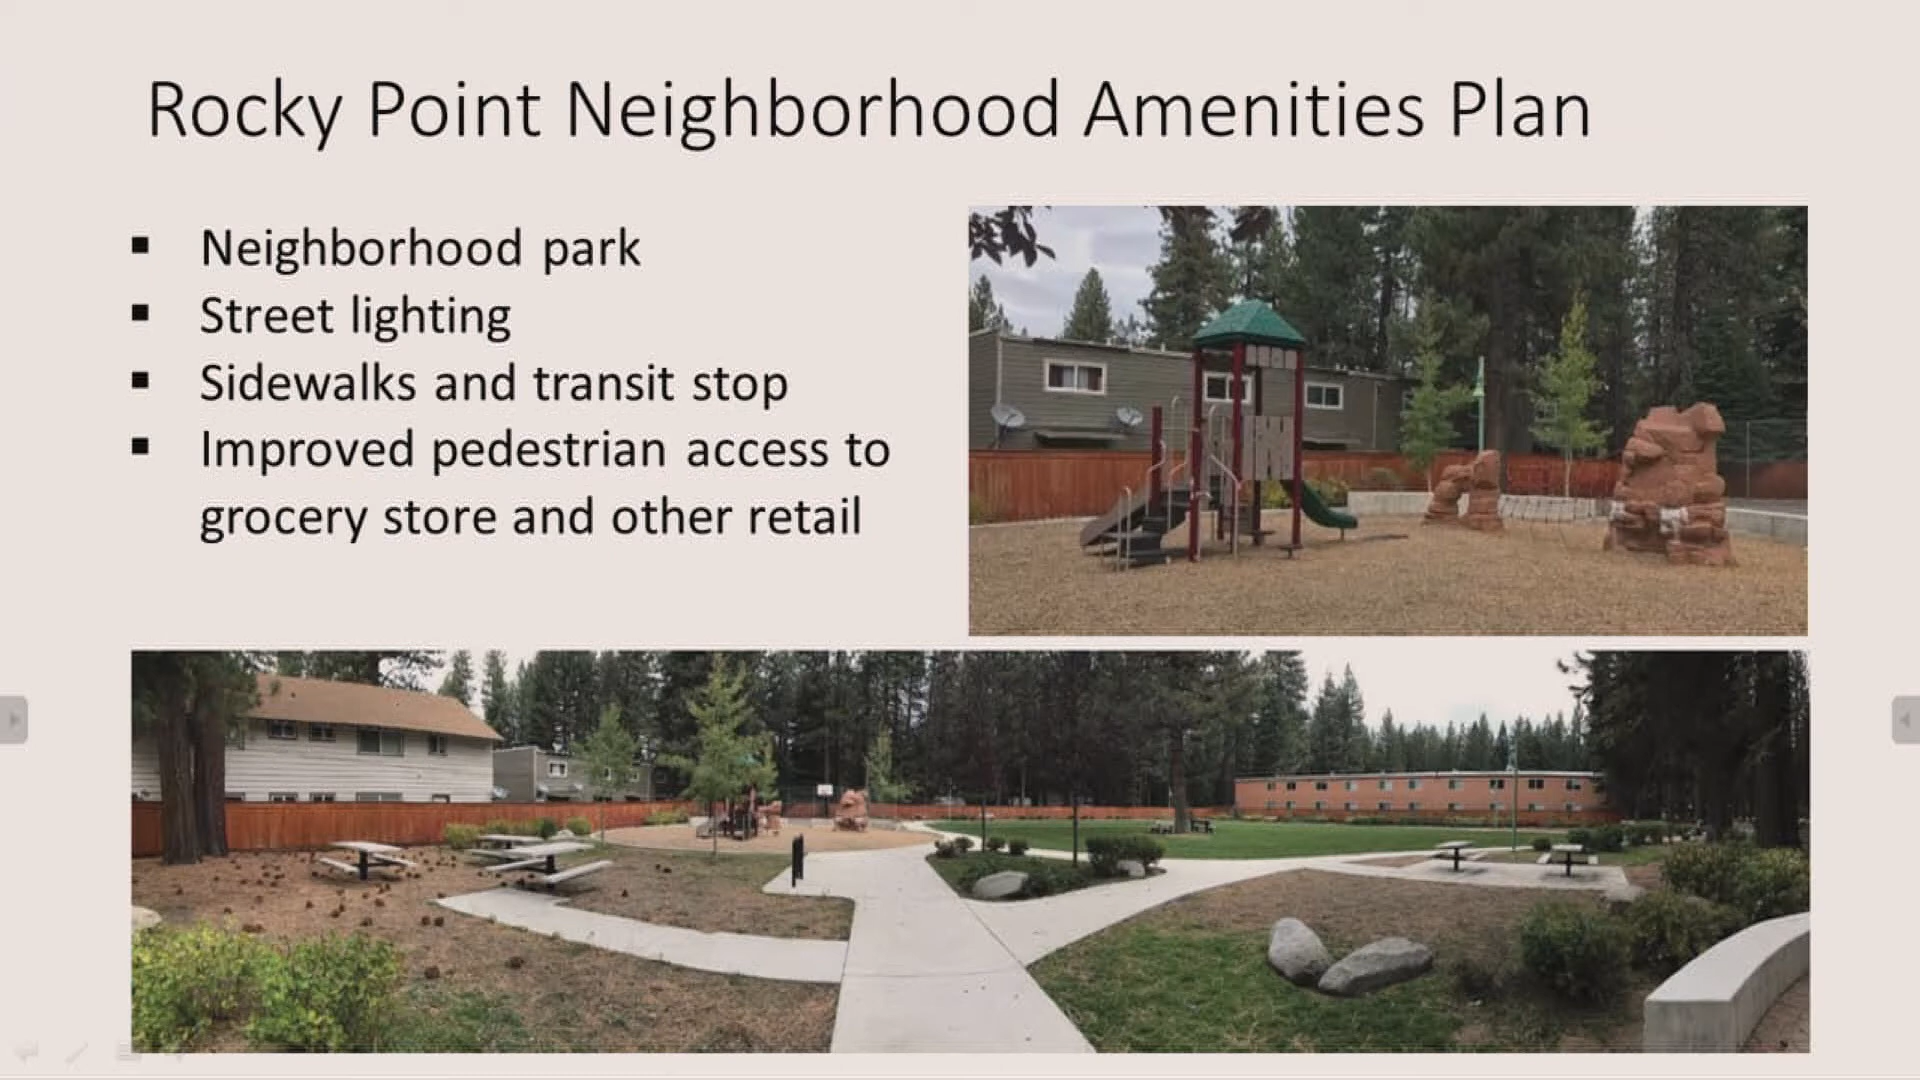 Rocky Point Neighborhood Amenities Plan
▪ Neighborhood park
▪ Street lighting
▪ Sidewalks and transit stop
▪ Improved pedestrian access to
grocery store and other retail